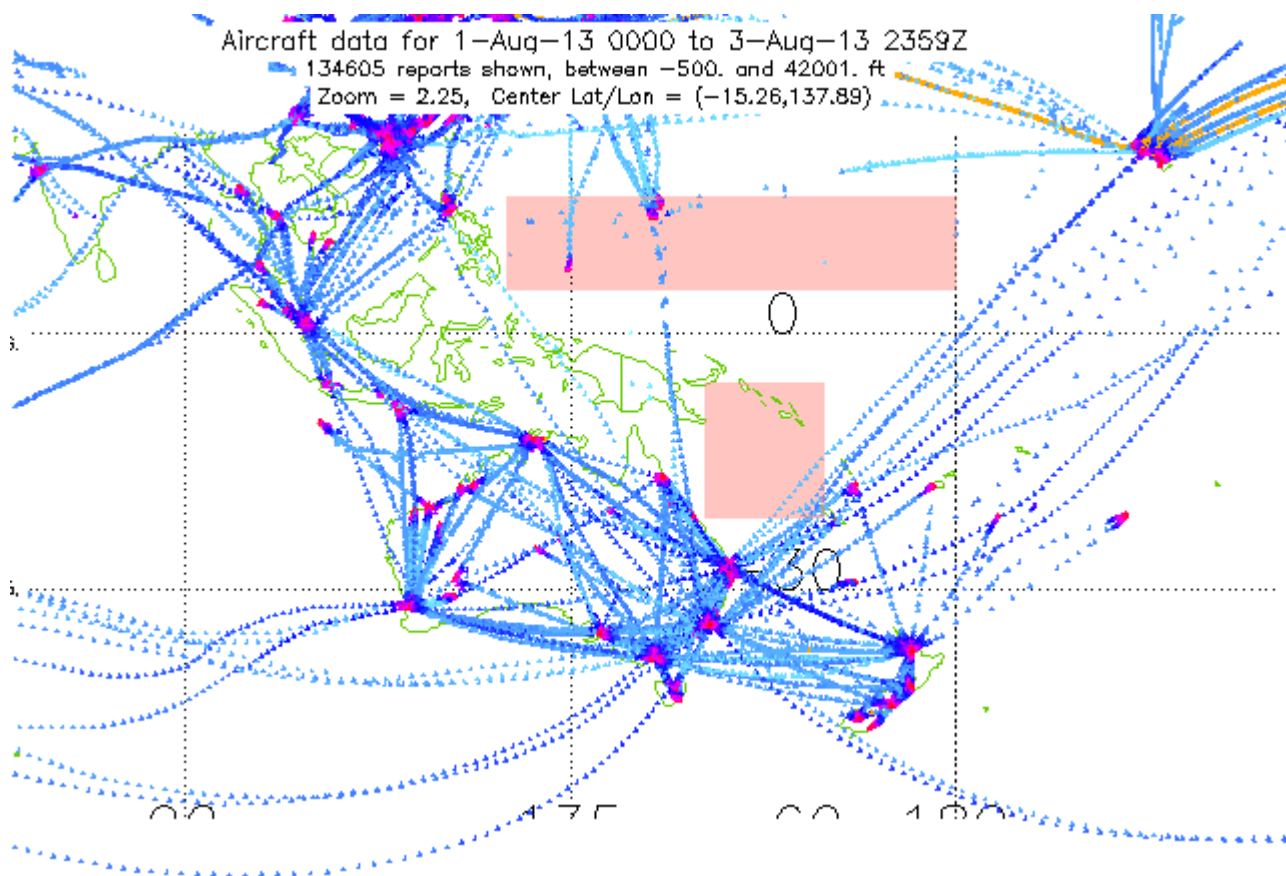 Aircraft data for 1-Aug-13 0000 to 3-Aug-13 2359Z
134605 reports shown, between -500. and 42001. ft
Zoom = 2.25, Center Lat/Lon = (-15.26,137.89)
0
-30